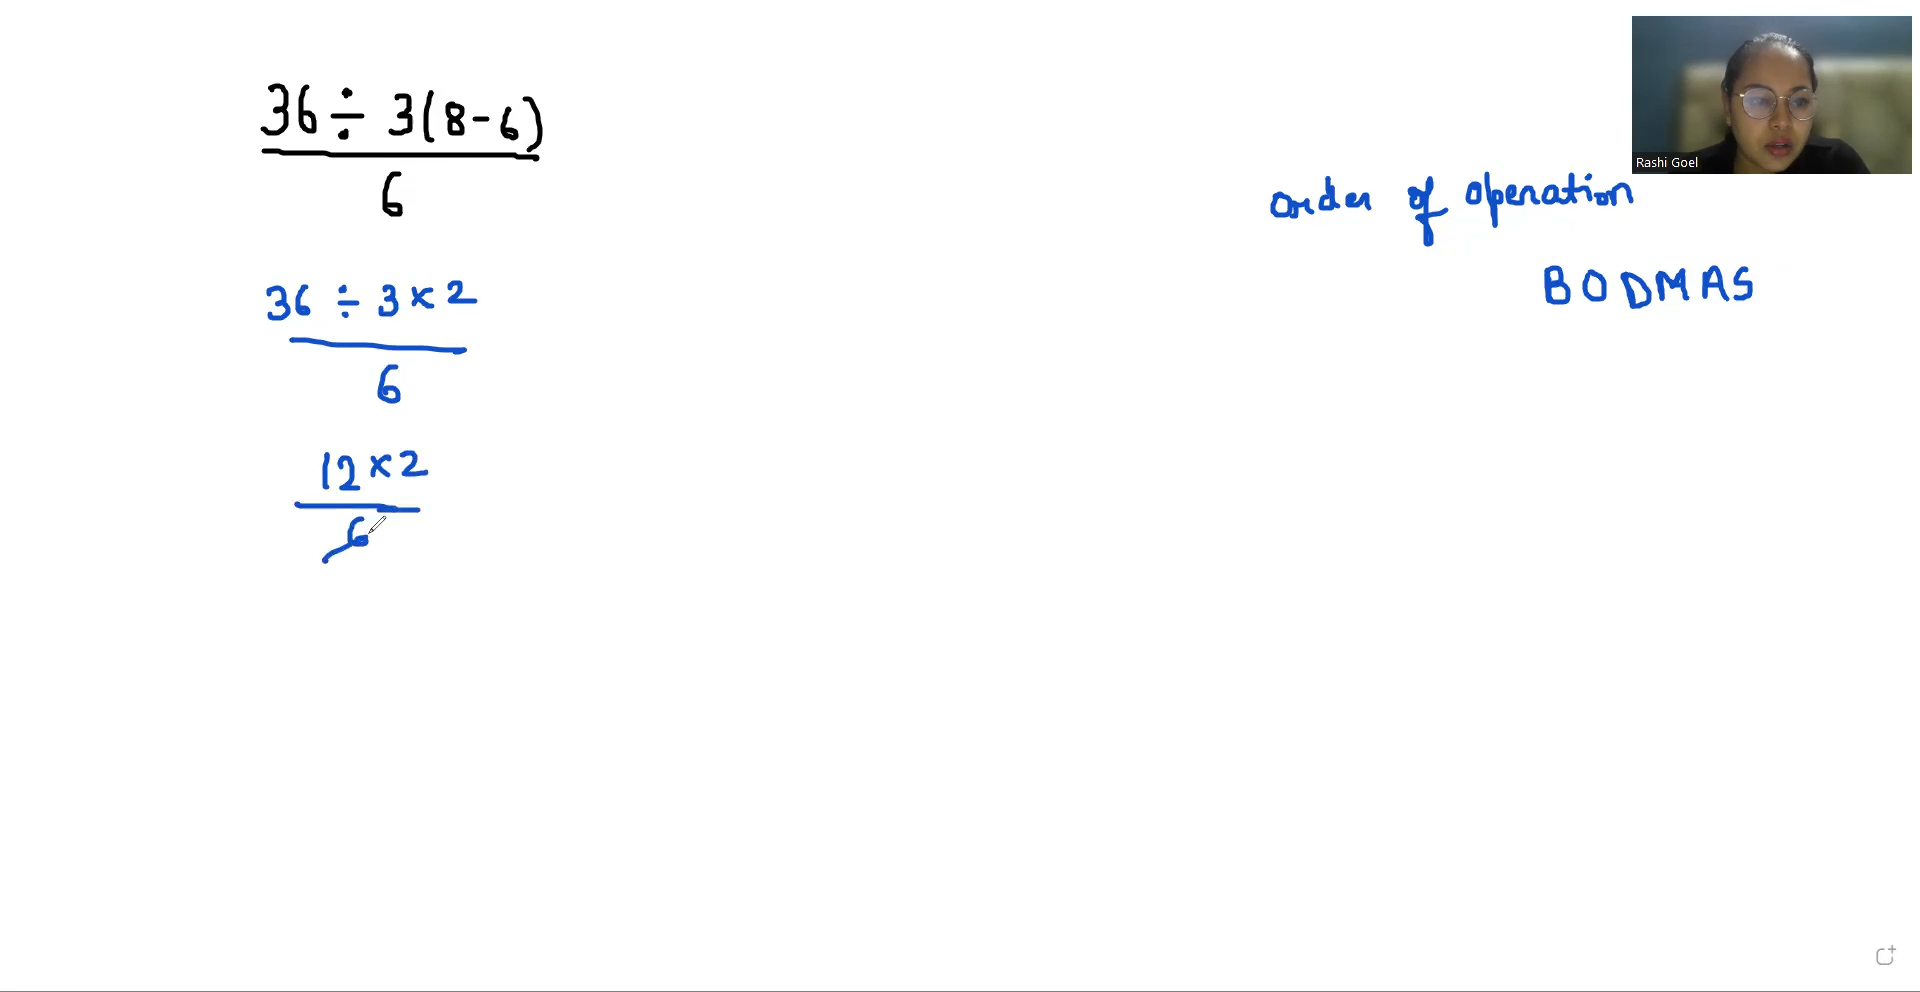 36 ÷ 3(8-6)
6
36 ÷ 3×2
6
12×2
6
Rashi Goel
order of operation
BODMAS